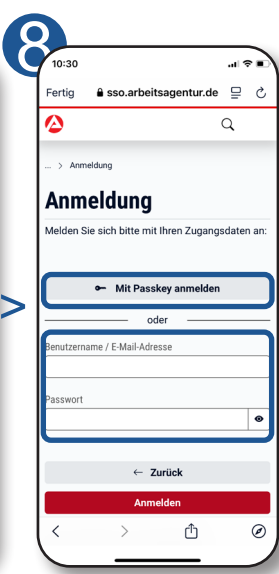 8
10:30
Fertig sso.arbeitsagentur.de
... > Anmeldung
Anmeldung
Melden Sie sich bitte mit Ihren Zugangsdaten an:
Mit Passkey anmelden
oder
Benutzername / E-Mail-Adresse
Passwort
← Zurück
Anmelden